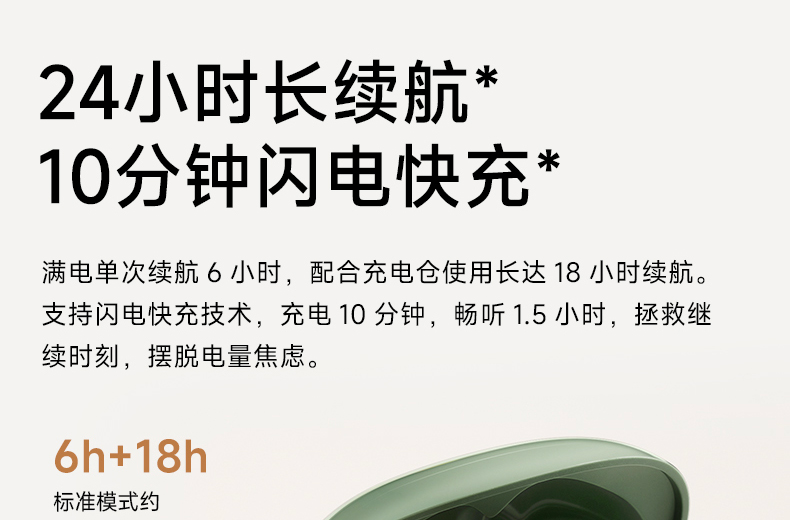 24小时长续航*
10分钟闪电快充*
满电单次续航 6 小时，配合充电仓使用长达 18 小时续航。
支持闪电快充技术，充电 10 分钟，畅听 1.5 小时，拯救继
续时刻，摆脱电量焦虑。
6h+18h
标准模式约